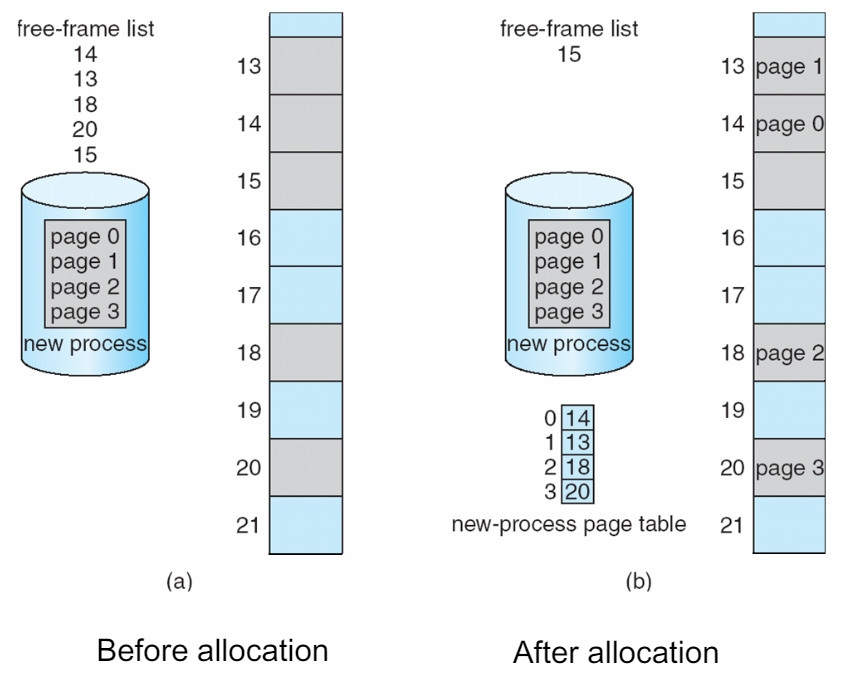 free-frame list
14
13
18
20
15
page 0
page 1
page 2
page 3
new process
13
14
15
16
17
18
19
20
21
(a)
Before allocation
free-frame list
15
page 0
page 1
page 2
page 3
new process
0 14
1 13
2 18
3 20
new-process page table
13 page 1
14 page 0
15
16
17
18 page 2
19
20 page 3
21
(b)
After allocation